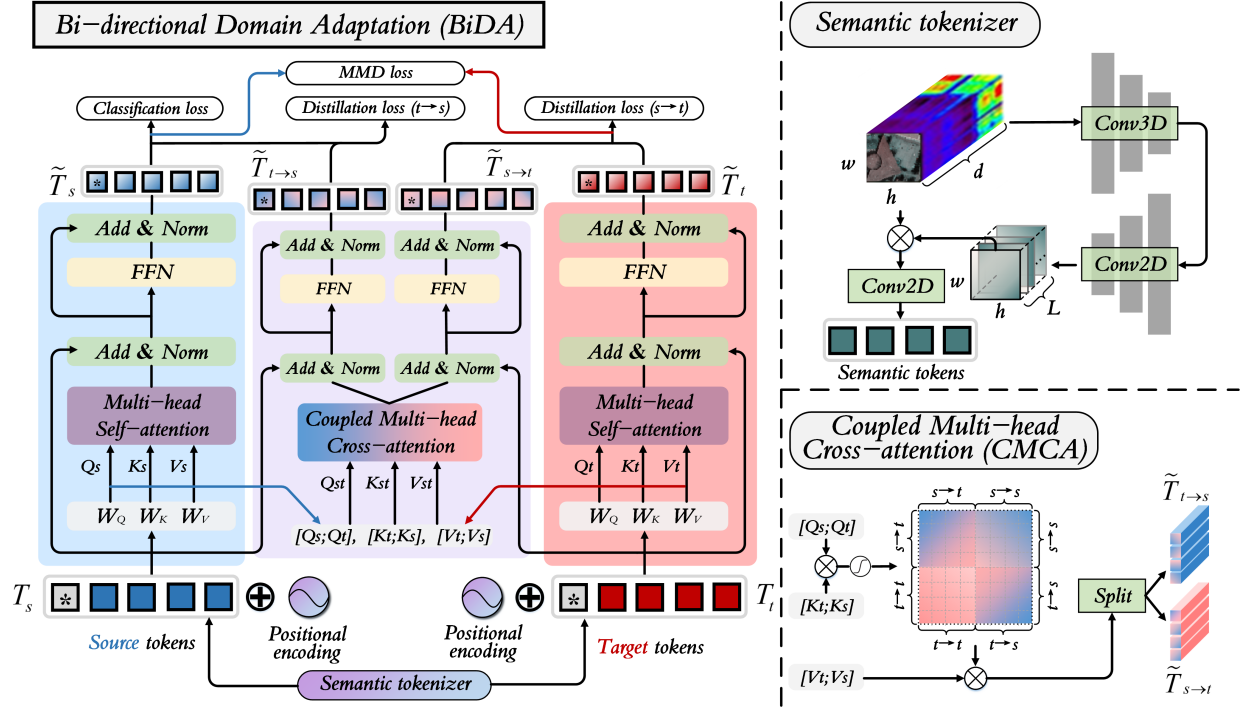 Bi-directional Domain Adaptation (BiDA)
MMD loss
Classification loss
Distillation loss (t→s)
Distillation loss (s→t)
T̃s
T̃t→s
T̃s→t
T̃t
* * * *
Add & Norm
FFN
Add & Norm
Multi-head
Self-attention
Qs Ks Vs
WQ WK WV
Add & Norm Add & Norm
FFN FFN
Add & Norm Add & Norm
Coupled Multi-head
Cross-attention
Qst Kst Vst
[Qs;Qt], [Kt;Ks], [Vt;Vs]
Add & Norm
FFN
Add & Norm
Multi-head
Self-attention
Qt Kt Vt
WQ WK WV
Ts * * Tt
Source tokens
Positional
encoding
Positional
encoding
Target tokens
Semantic tokenizer
Semantic tokenizer
w
h
d
Conv3D
Conv2D
w
h
L
Conv2D
Semantic tokens
Coupled Multi-head
Cross-attention (CMCA)
[Qs;Qt]
[Kt;Ks]
[Vt;Vs]
s→t s→s
t→s
t→t
s→s
s→t
t→t t→s
Split
T̃t→s
T̃s→t